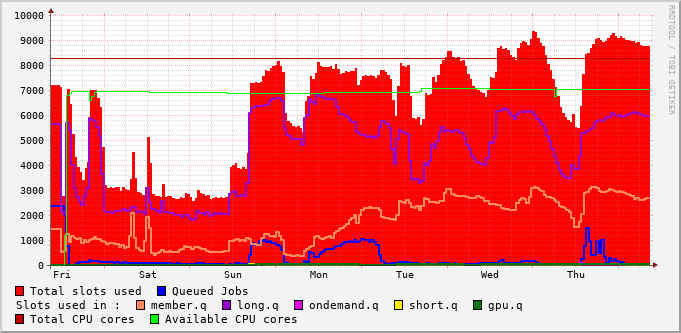 10000
9000
8000
7000
6000
5000
4000
3000
2000
1000
0
Fri Sat Sun Mon Tue Wed Thu
RRDTOOL / TOBI OETIKER
Total slots used Queued Jobs
Slots used in : member.q long.q ondemand.q short.q gpu.q
Total CPU cores Available CPU cores